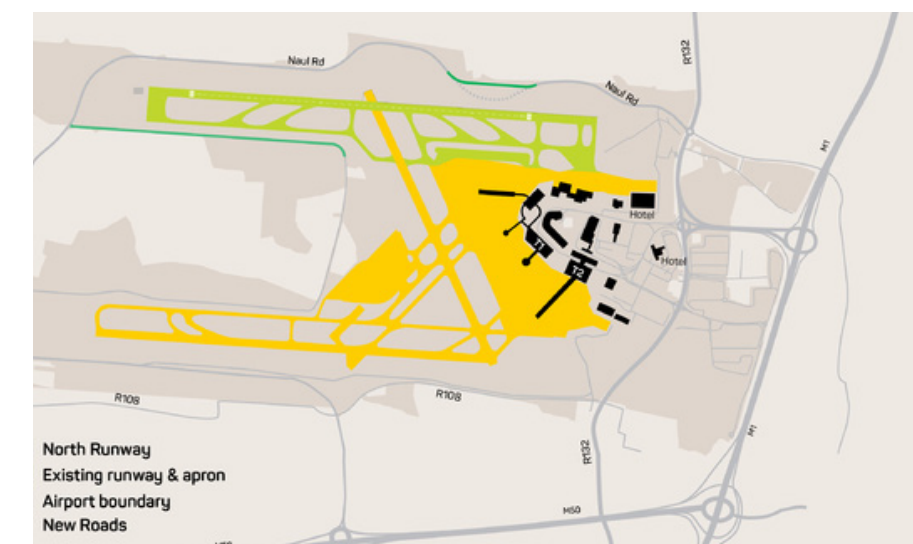 Naul Rd
R132
Naul Rd
M1
Hotel
T1
Hotel
T2
R108
R108
M1
R132
North Runway
Existing runway & apron
Airport boundary
New Roads
M50